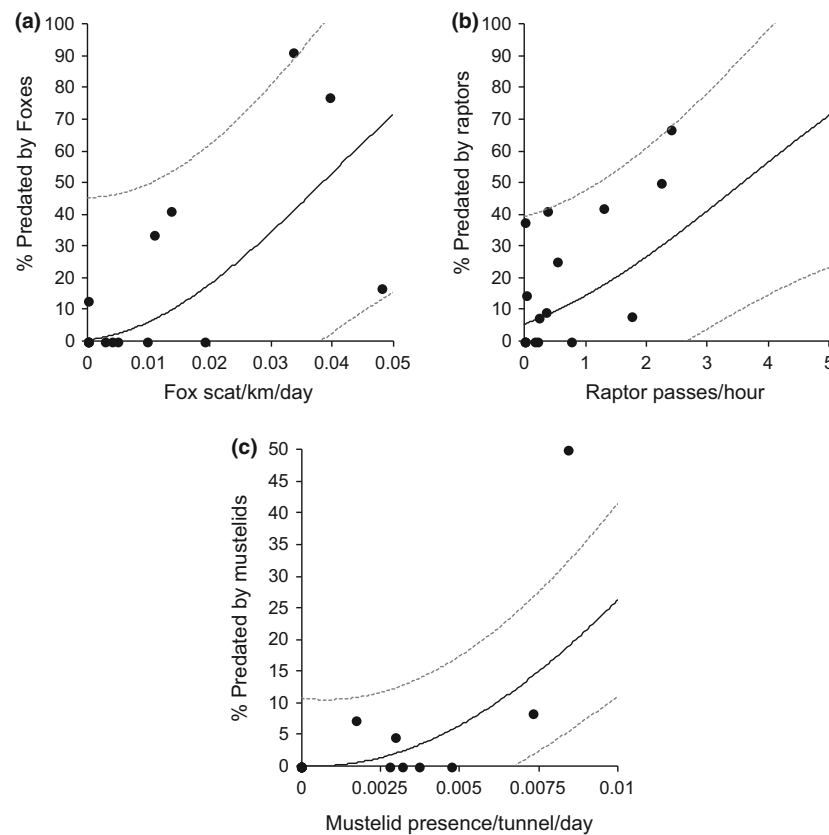 (a)
100
90
80
70
60
50
40
30
20
10
0
% Predated by Foxes
0 0.01 0.02 0.03 0.04 0.05
Fox scat/km/day
(b)
100
90
80
70
60
50
40
30
20
10
0
% Predated by raptors
0 1 2 3 4 5
Raptor passes/hour
(c)
50
45
40
35
30
25
20
15
10
5
0
% Predated by mustelids
0 0.0025 0.005 0.0075 0.01
Mustelid presence/tunnel/day